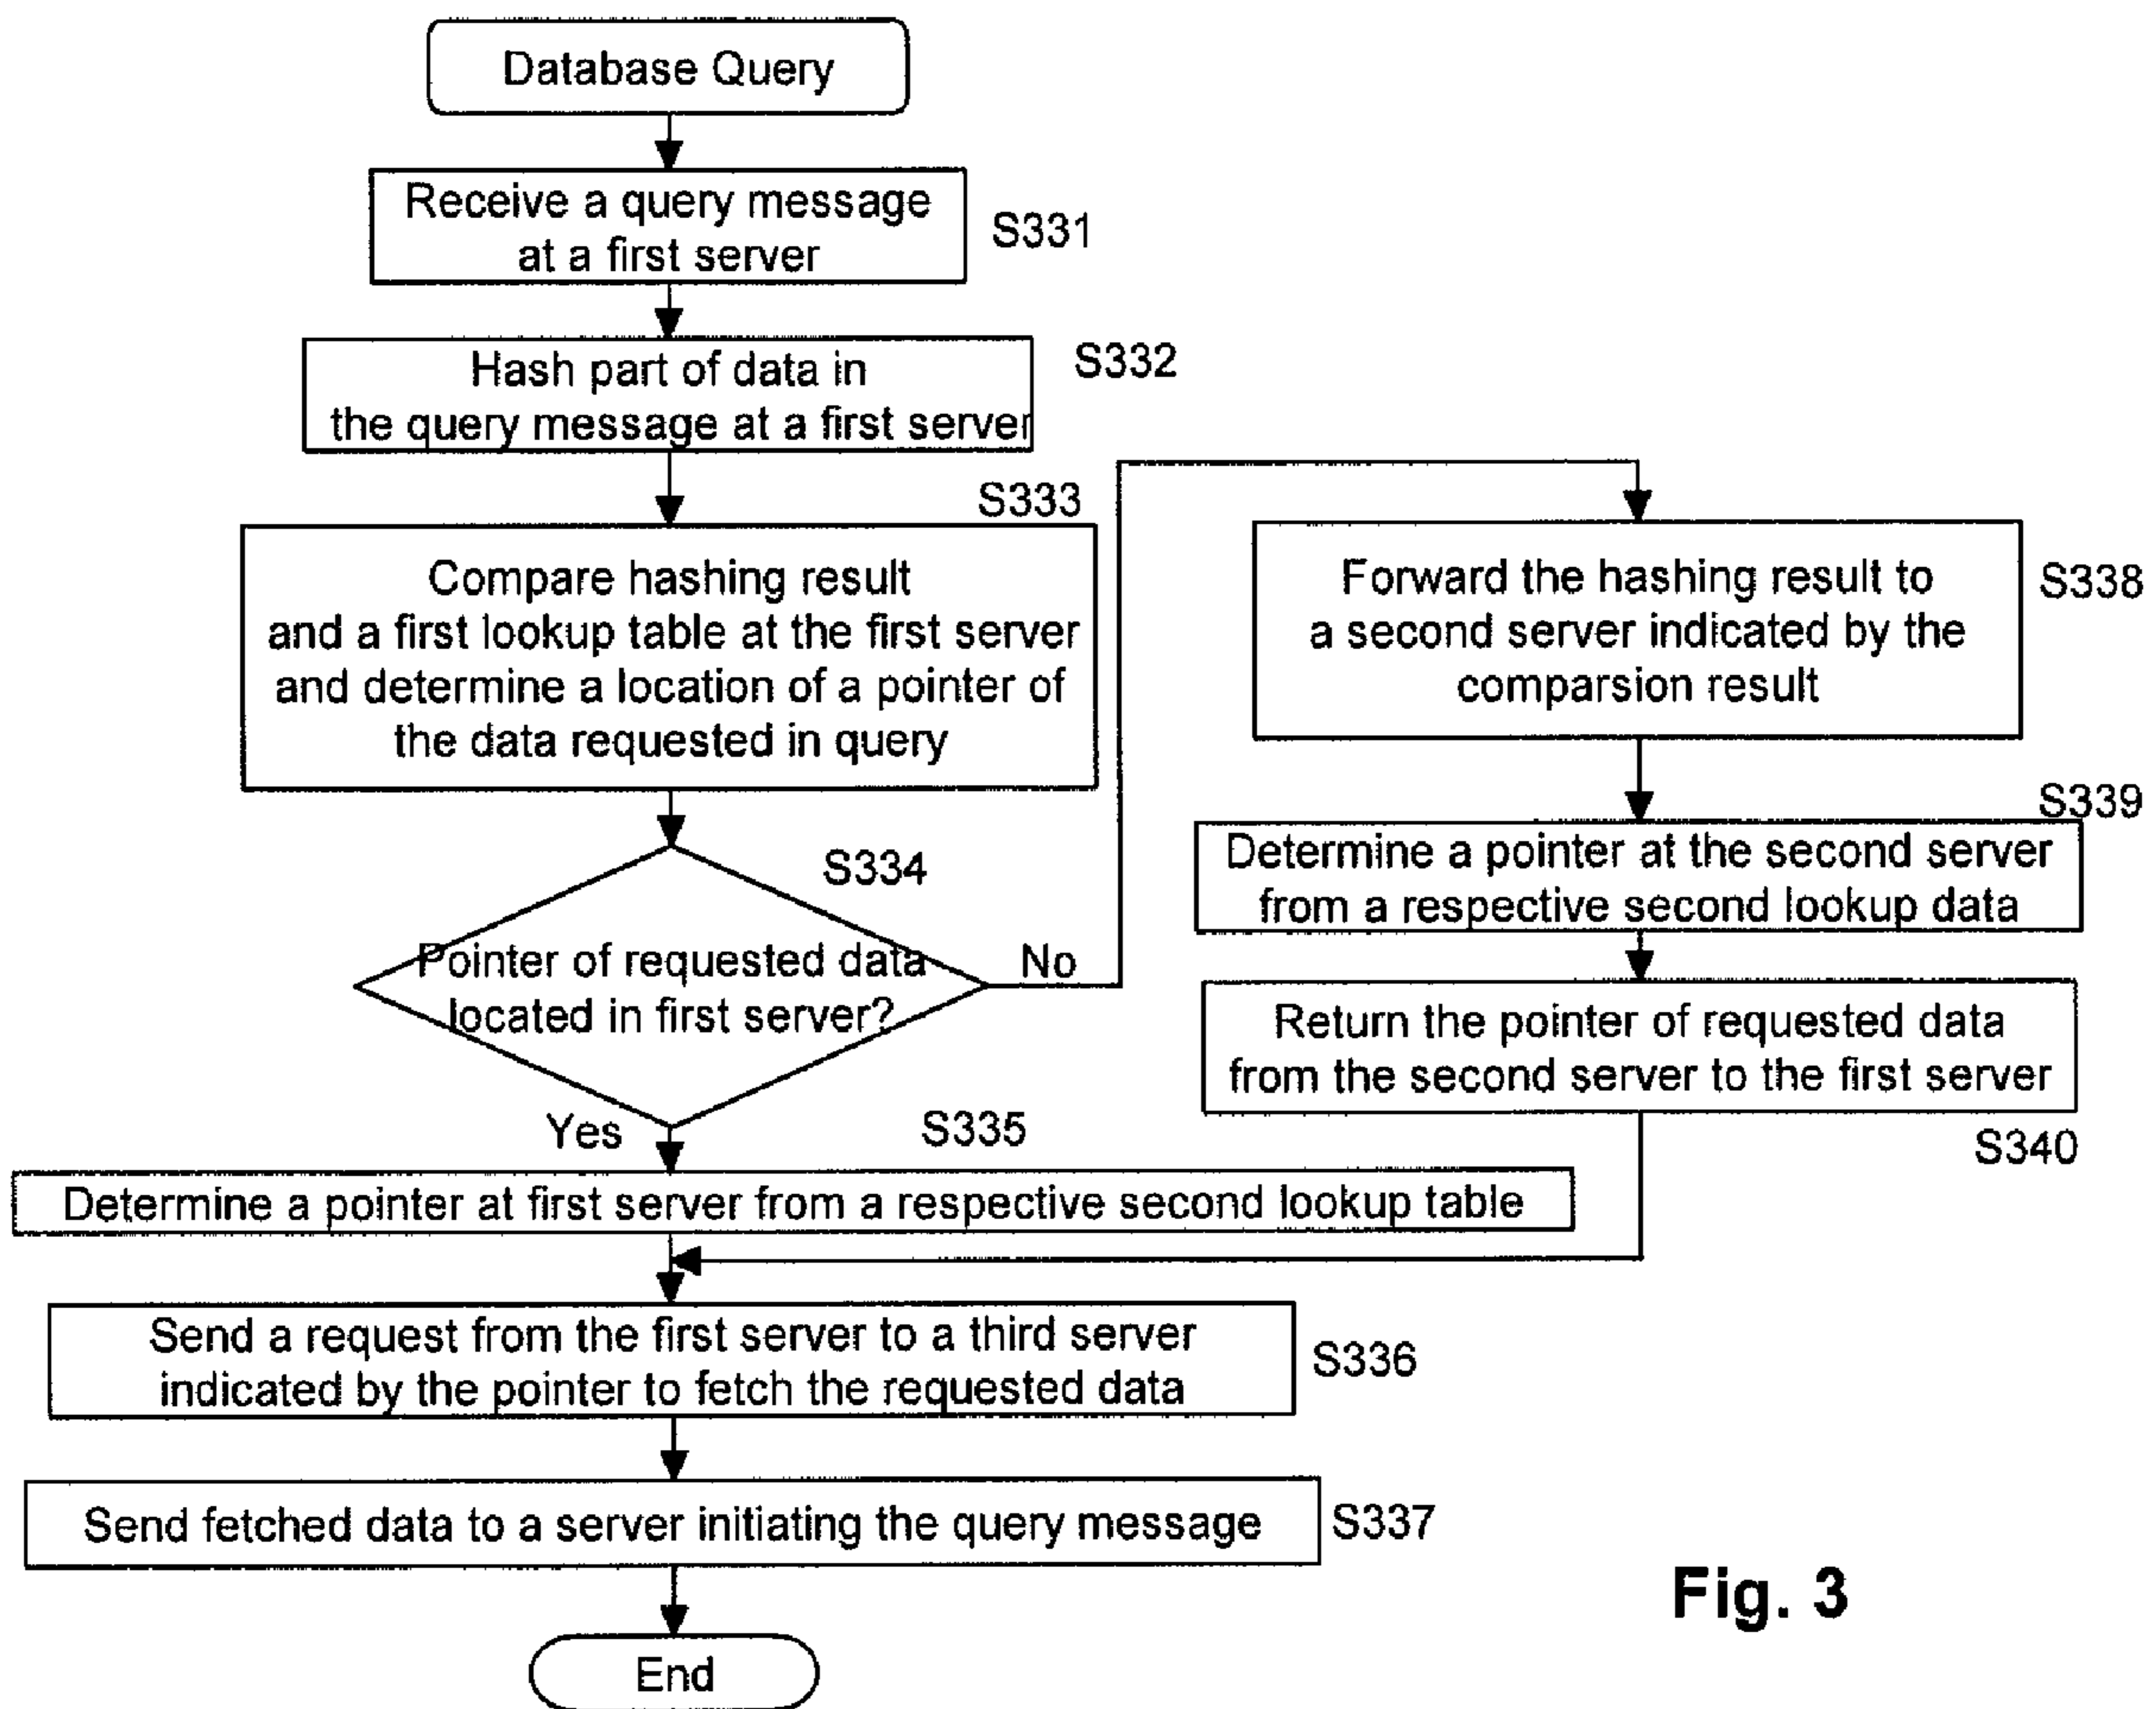 Database Query
Receive a query message
at a first server
S331
Hash part of data in
the query message at a first server
S332
S333
Compare hashing result
and a first lookup table at the first server
and determine a location of a pointer of
the data requested in query
S334
Pointer of requested data
located in first server?
No
Yes
S335
Determine a pointer at first server from a respective second lookup table
Forward the hashing result to
a second server indicated by the
comparsion result
S338
S339
Determine a pointer at the second server
from a respective second lookup data
Return the pointer of requested data
from the second server to the first server
S340
Send a request from the first server to a third server
indicated by the pointer to fetch the requested data
S336
Send fetched data to a server initiating the query message
S337
End
Fig. 3